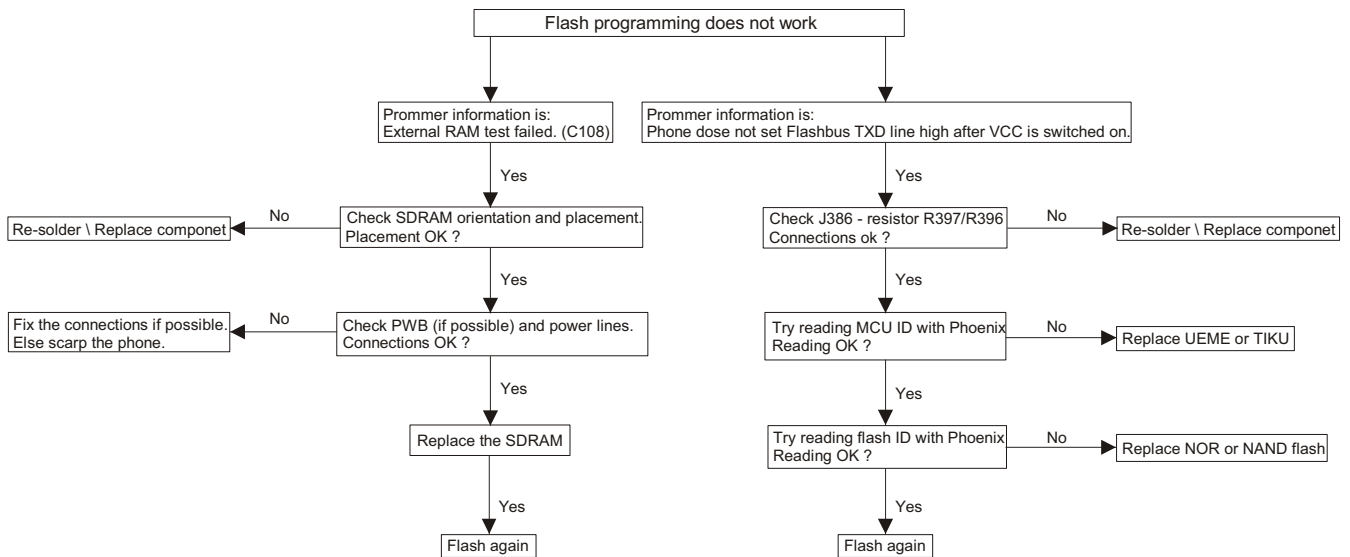 Flash programming does not work
Prommer information is:
External RAM test failed. (C108)
Yes
Check SDRAM orientation and placement.
Placement OK ?
No
Re-solder \ Replace componet
Yes
Check PWB (if possible) and power lines.
Connections OK ?
No
Fix the connections if possible.
Else scarp the phone.
Yes
Replace the SDRAM
Yes
Flash again
Prommer information is:
Phone dose not set Flashbus TXD line high after VCC is switched on.
Yes
Check J386 - resistor R397/R396
Connections ok ?
No
Re-solder \ Replace componet
Yes
Try reading MCU ID with Phoenix
Reading OK ?
No
Replace UEME or TIKU
Yes
Try reading flash ID with Phoenix
Reading OK ?
No
Replace NOR or NAND flash
Yes
Flash again